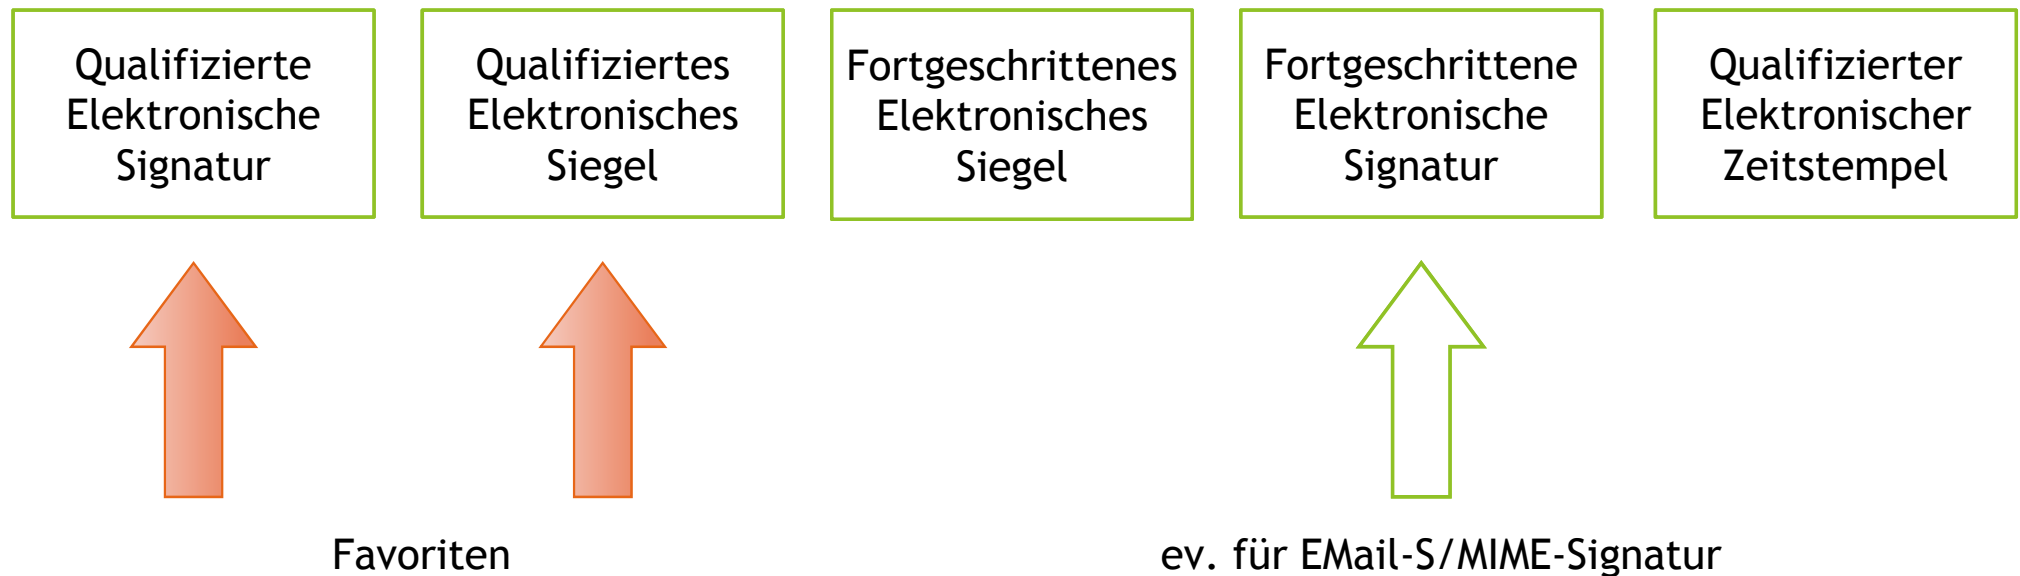 Qualifizierte
Elektronische
Signatur
Qualifiziertes
Elektronisches
Siegel
Fortgeschrittenes
Elektronisches
Siegel
Fortgeschrittene
Elektronische
Signatur
Qualifizierter
Elektronischer
Zeitstempel
Favoriten
ev. für EMail-S/MIME-Signatur